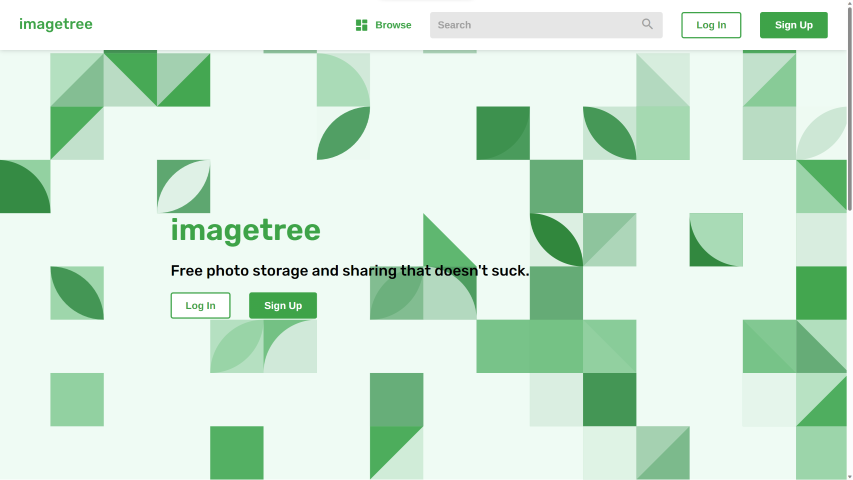 imagetree
Browse
Search
Log In
Sign Up
imagetree
Free photo storage and sharing that doesn't suck.
Log In
Sign Up